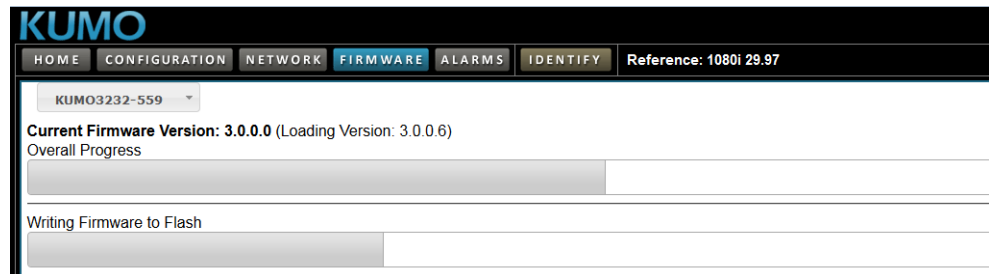 KUMO
HOME CONFIGURATION NETWORK FIRMWARE ALARMS IDENTIFY Reference: 1080i 29.97
KUMO3232-559
Current Firmware Version: 3.0.0.0 (Loading Version: 3.0.0.6)
Overall Progress
Writing Firmware to Flash